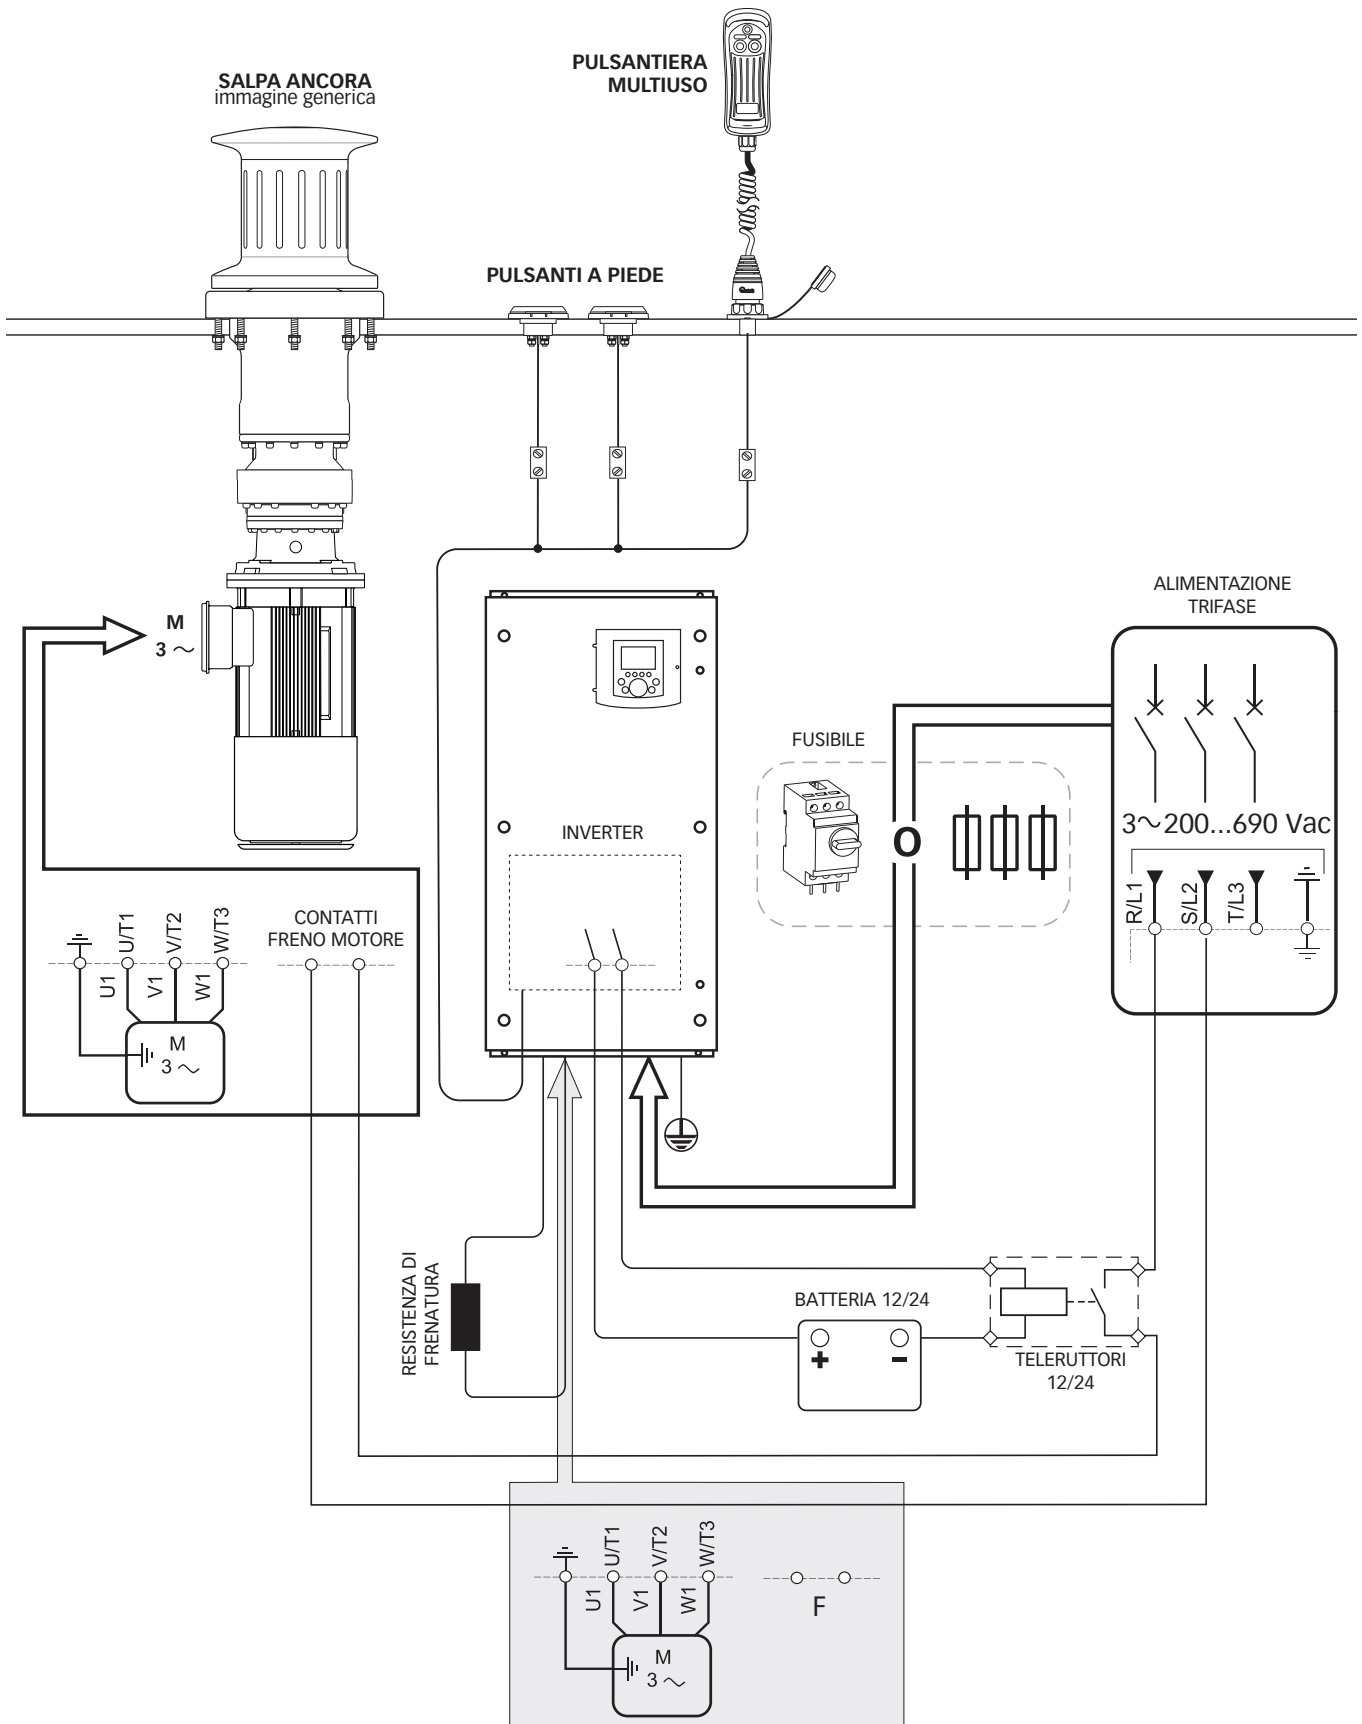 PULSANTIERA
MULTIUSO
SALPA ANCORA
immagine generica
PULSANTI A PIEDE
ALIMENTAZIONE
TRIFASE
M
3 ~
FUSIBILE
INVERTER
O
3~200...690 Vac
R/L1
S/L2
T/L3
U/T1
V/T2
W/T3
CONTATTI
FRENO MOTORE
U1
V1
W1
M
3 ~
RESISTENZA DI
FRENATURA
BATTERIA 12/24
+
-
TELERUTTORI
12/24
U/T1
V/T2
W/T3
U1
V1
W1
F
M
3 ~